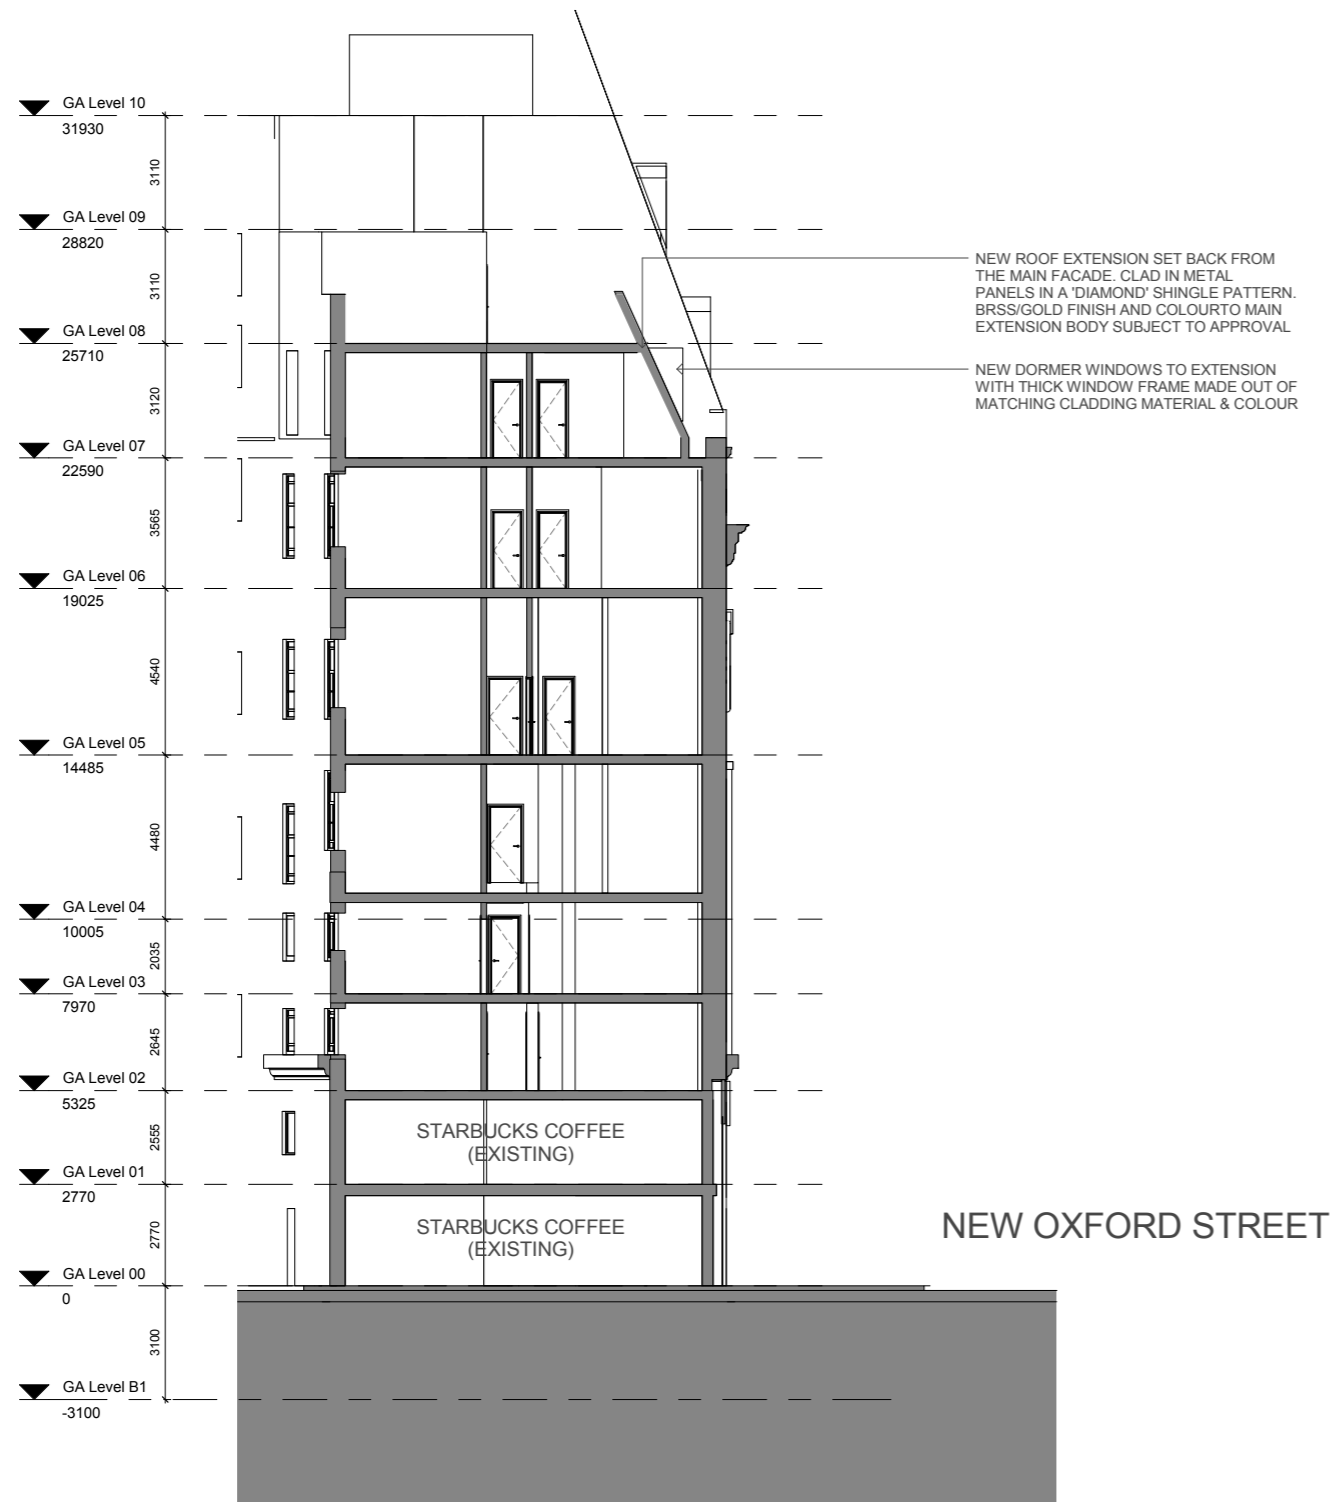 GA Level 10
31930
3110
GA Level 09
28820
3110
NEW ROOF EXTENSION SET BACK FROM
THE MAIN FACADE. CLAD IN METAL
PANELS IN A 'DIAMOND' SHINGLE PATTERN.
BRSS/GOLD FINISH AND COLOURTO MAIN
EXTENSION BODY SUBJECT TO APPROVAL
GA Level 08
25710
3120
NEW DORMER WINDOWS TO EXTENSION
WITH THICK WINDOW FRAME MADE OUT OF
MATCHING CLADDING MATERIAL & COLOUR
GA Level 07
22590
3565
GA Level 06
19025
4540
GA Level 05
14485
4480
GA Level 04
10005
2035
GA Level 03
7970
2645
GA Level 02
5325
2555
STARBUCKS COFFEE
(EXISTING)
GA Level 01
2770
2770
STARBUCKS COFFEE
(EXISTING)
NEW OXFORD STREET
GA Level 00
0
3100
GA Level B1
-3100